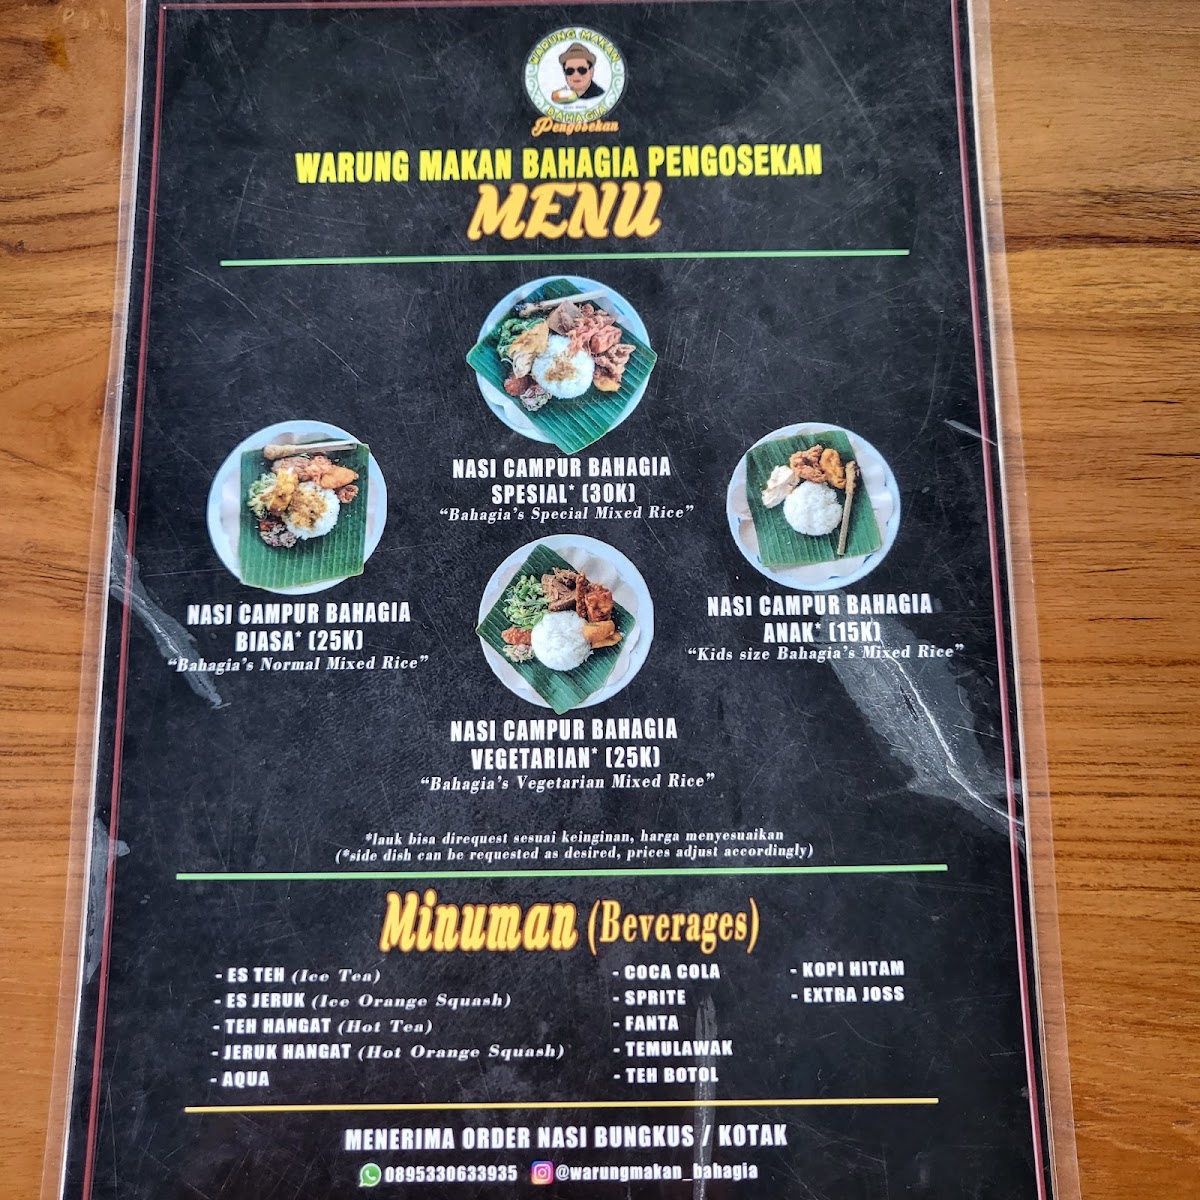 WARUNG MAKAN
BAHAGIA
Pengosekan
WARUNG MAKAN BAHAGIA PENGOSEKAN
MENU
NASI CAMPUR BAHAGIA
SPESIAL* (30K)
"Bahagia's Special Mixed Rice"
NASI CAMPUR BAHAGIA
BIASA* (25K)
"Bahagia's Normal Mixed Rice"
NASI CAMPUR BAHAGIA
ANAK* (15K)
"Kids size Bahagia's Mixed Rice"
NASI CAMPUR BAHAGIA
VEGETARIAN* (25K)
"Bahagia's Vegetarian Mixed Rice"
*lauk bisa direquest sesuai keinginan, harga menyesuaikan
(*side dish can be requested as desired, prices adjust accordingly)
Minuman (Beverages)
- ES TEH (Ice Tea)
- ES JERUK (Ice Orange Squash)
- TEH HANGAT (Hot Tea)
- JERUK HANGAT (Hot Orange Squash)
- AQUA
- COCA COLA
- SPRITE
- FANTA
- TEMULAWAK
- TEH BOTOL
- KOPI HITAM
- EXTRA JOSS
MENERIMA ORDER NASI BUNGKUS / KOTAK
0895330633935 @warungmakan_bahagia